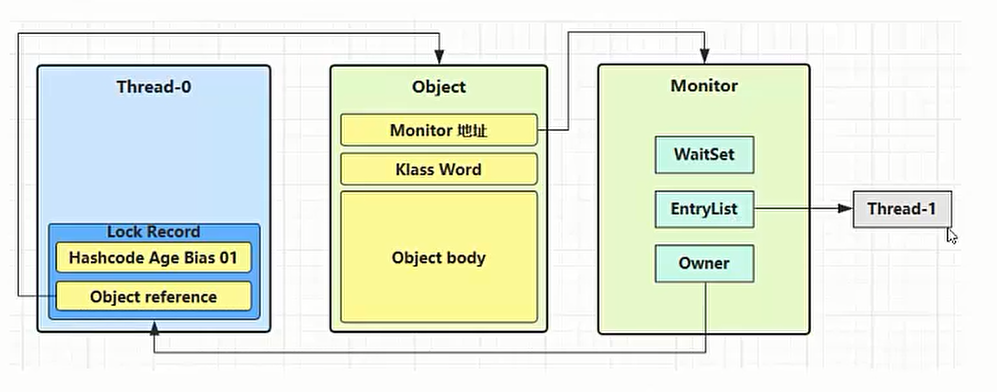 Thread-0
Lock Record
Hashcode Age Bias 01
Object reference
Object
Monitor 地址
Klass Word
Object body
Monitor
WaitSet
EntryList
Owner
Thread-1